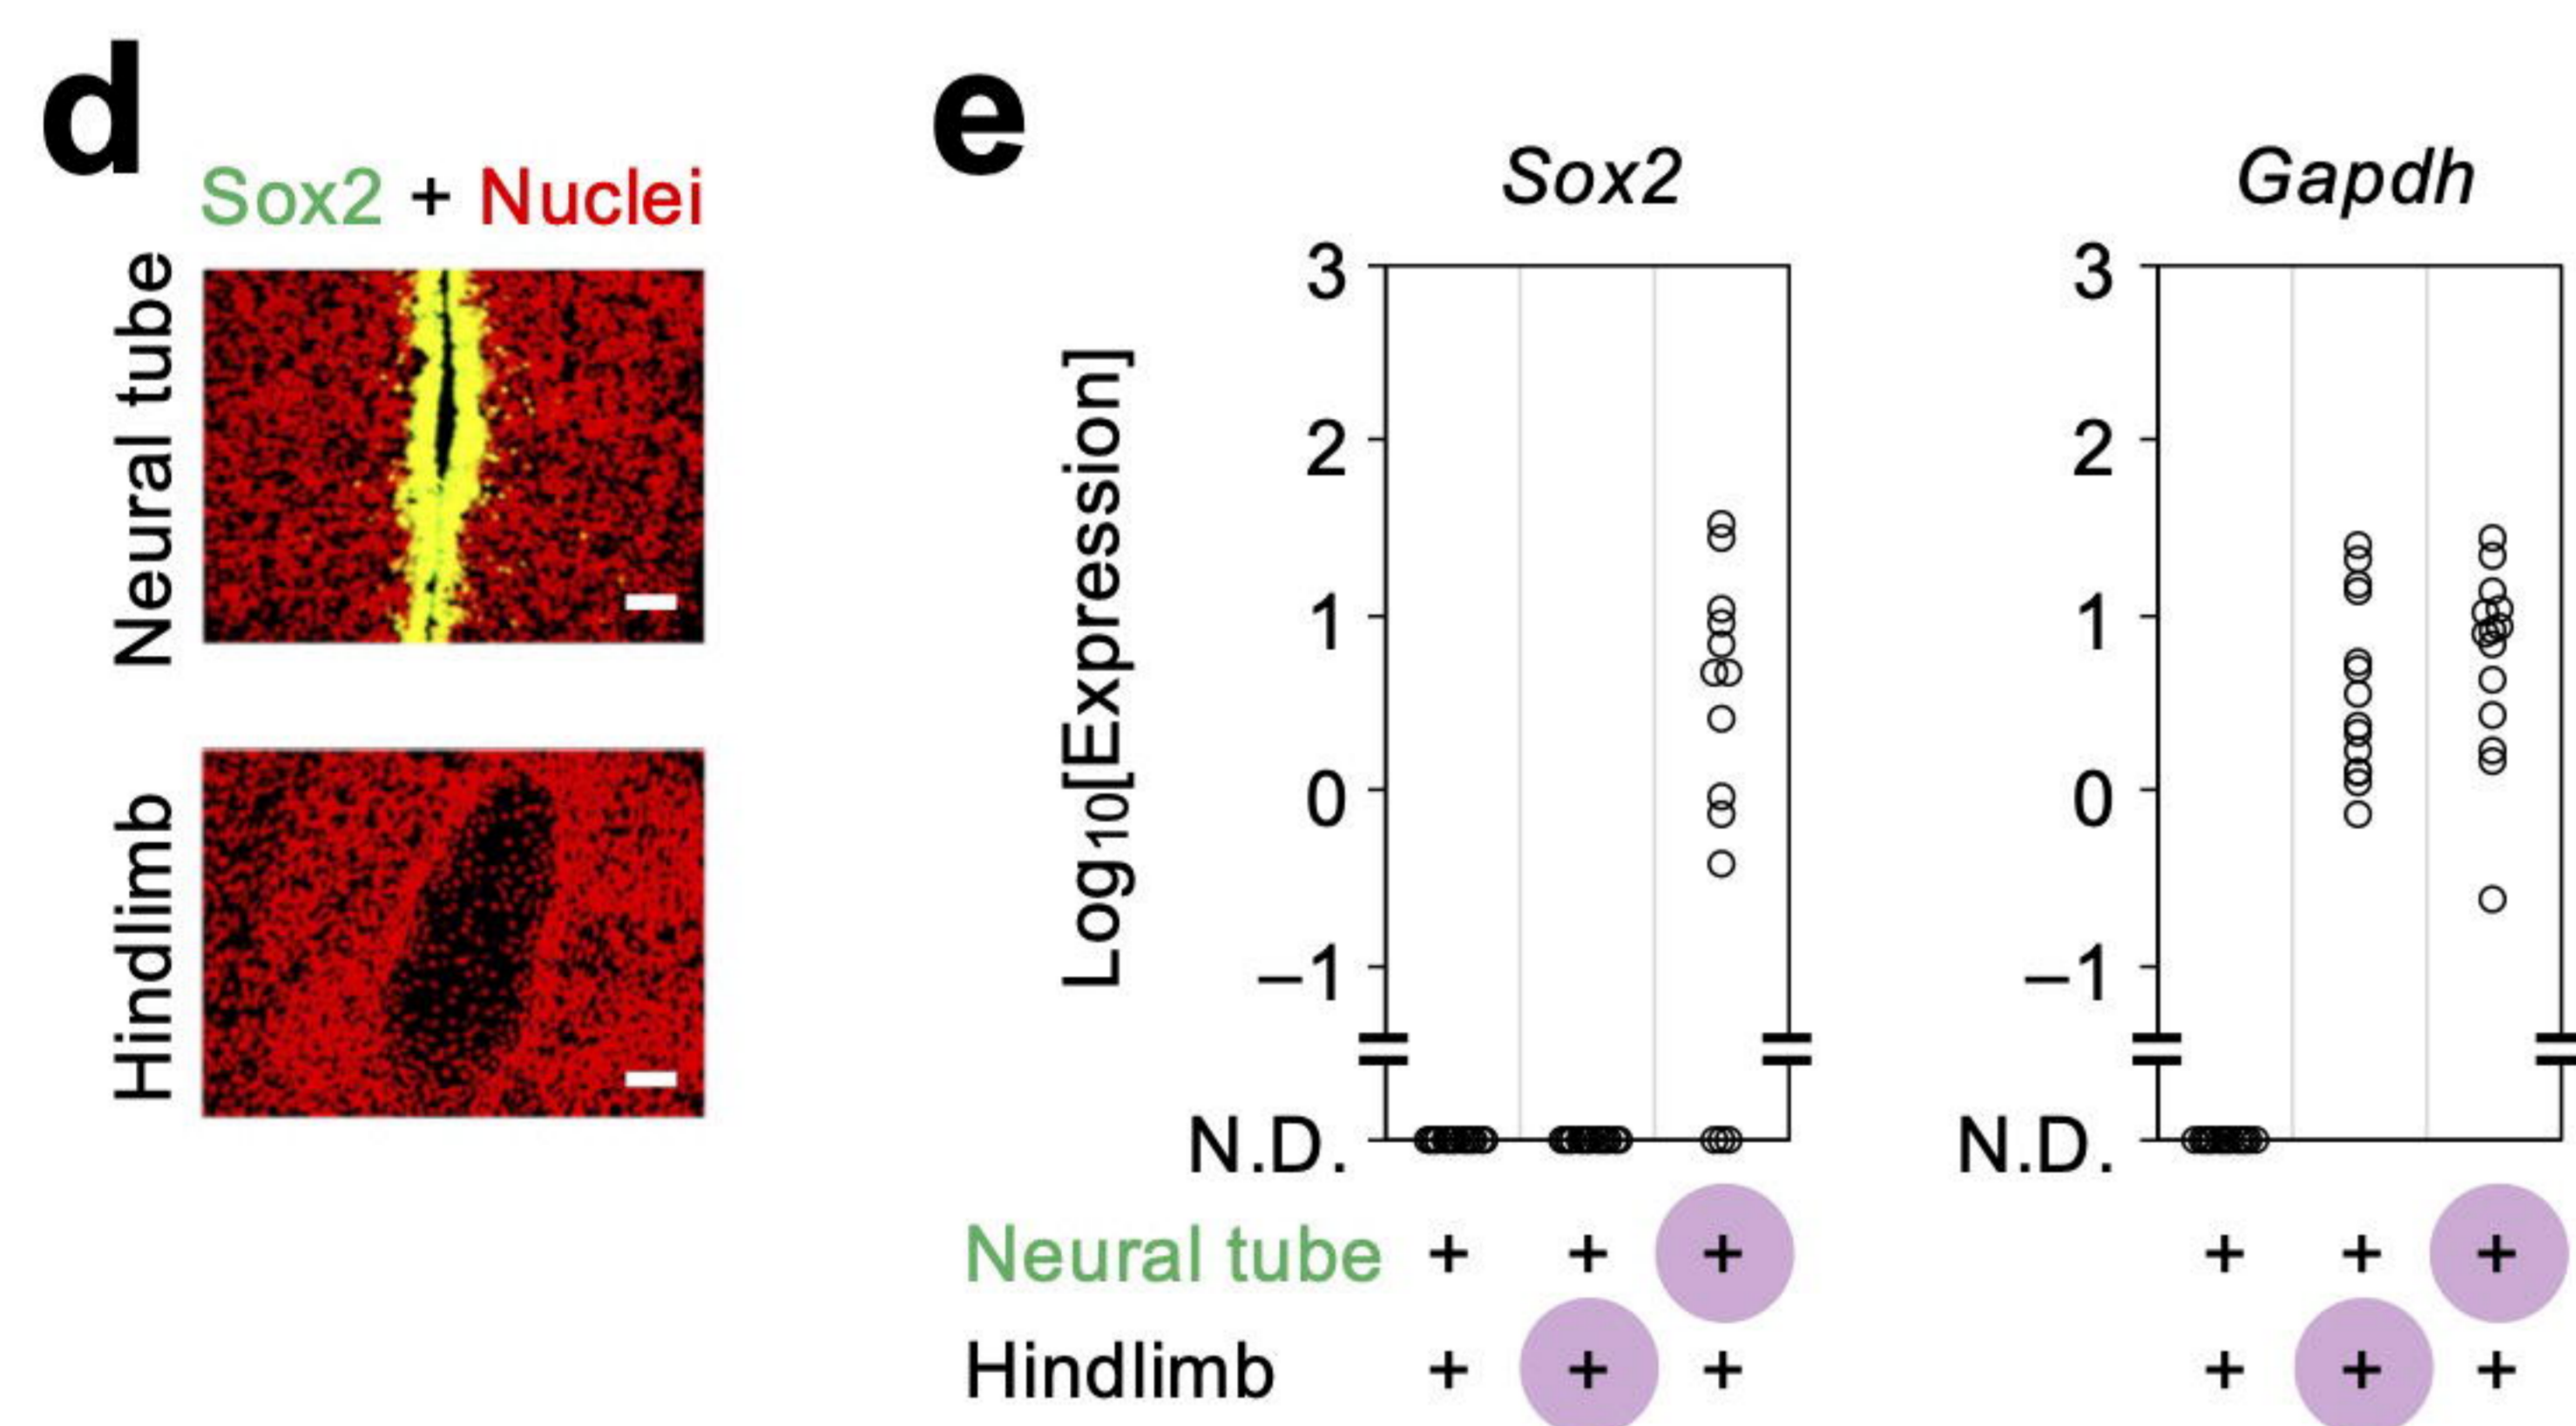 d
Sox2 + Nuclei
Neural tube
Hindlimb
e
Sox2
Log10[Expression]
3
2
1
0
–1
N.D.
Gapdh
3
2
1
0
–1
N.D.
Neural tube + + + + + +
Hindlimb + + + + + +